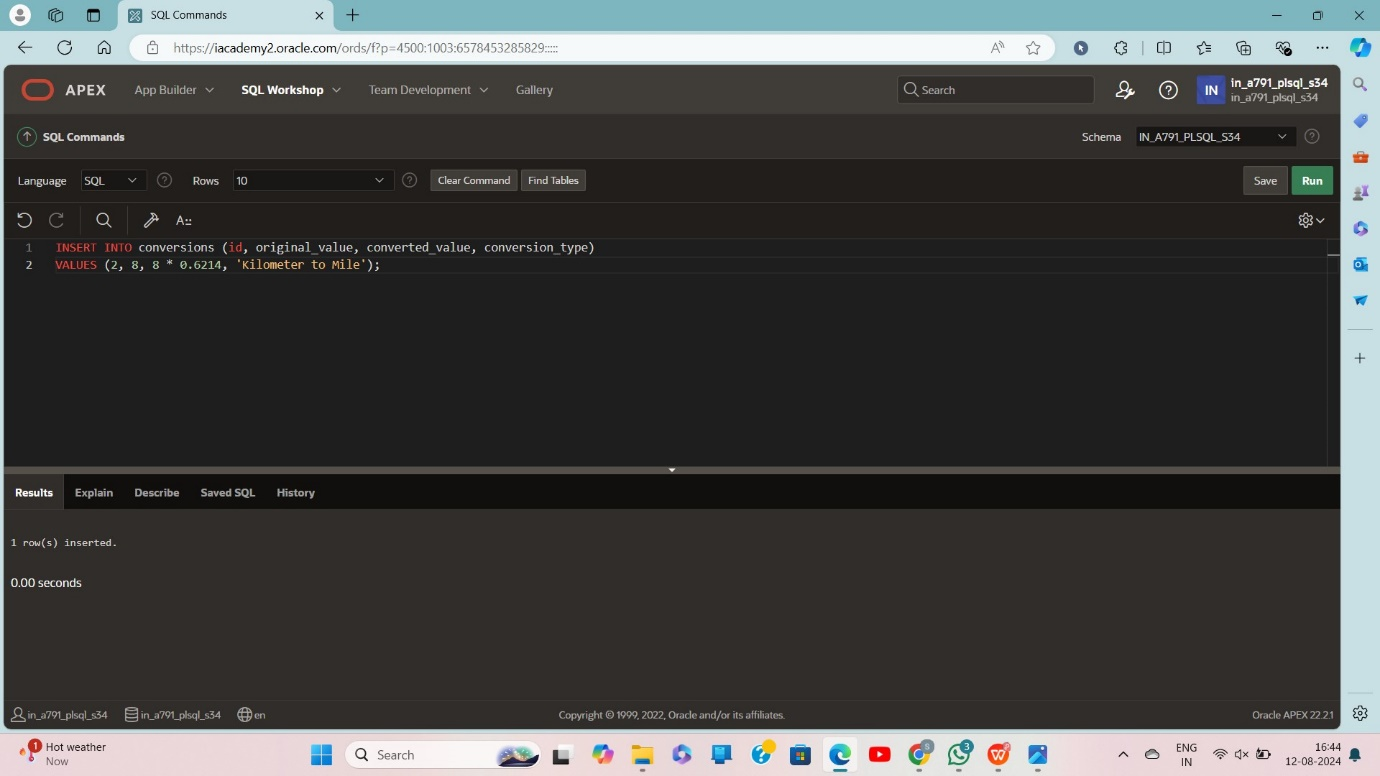 SQL Commands
https://iacademy2.oracle.com/ords/f?p=4500:1003:6578453285829:::::
APEX App Builder SQL Workshop Team Development Gallery Search IN in_a791_plsql_s34
in_a791_plsql_s34
SQL Commands Schema IN_A791_PLSQL_S34
Language SQL Rows 10 Clear Command Find Tables Save Run
A::
1 INSERT INTO conversions (id, original_value, converted_value, conversion_type)
2 VALUES (2, 8, 8 * 0.6214, 'Kilometer to Mile');
Results Explain Describe Saved SQL History
1 row(s) inserted.
0.00 seconds
in_a791_plsql_s34 in_a791_plsql_s34 en Copyright © 1999, 2022, Oracle and/or its affiliates. Oracle APEX 22.2.1
1 Hot weather
Now
Search
3
ENG
IN
16:44
12-08-2024